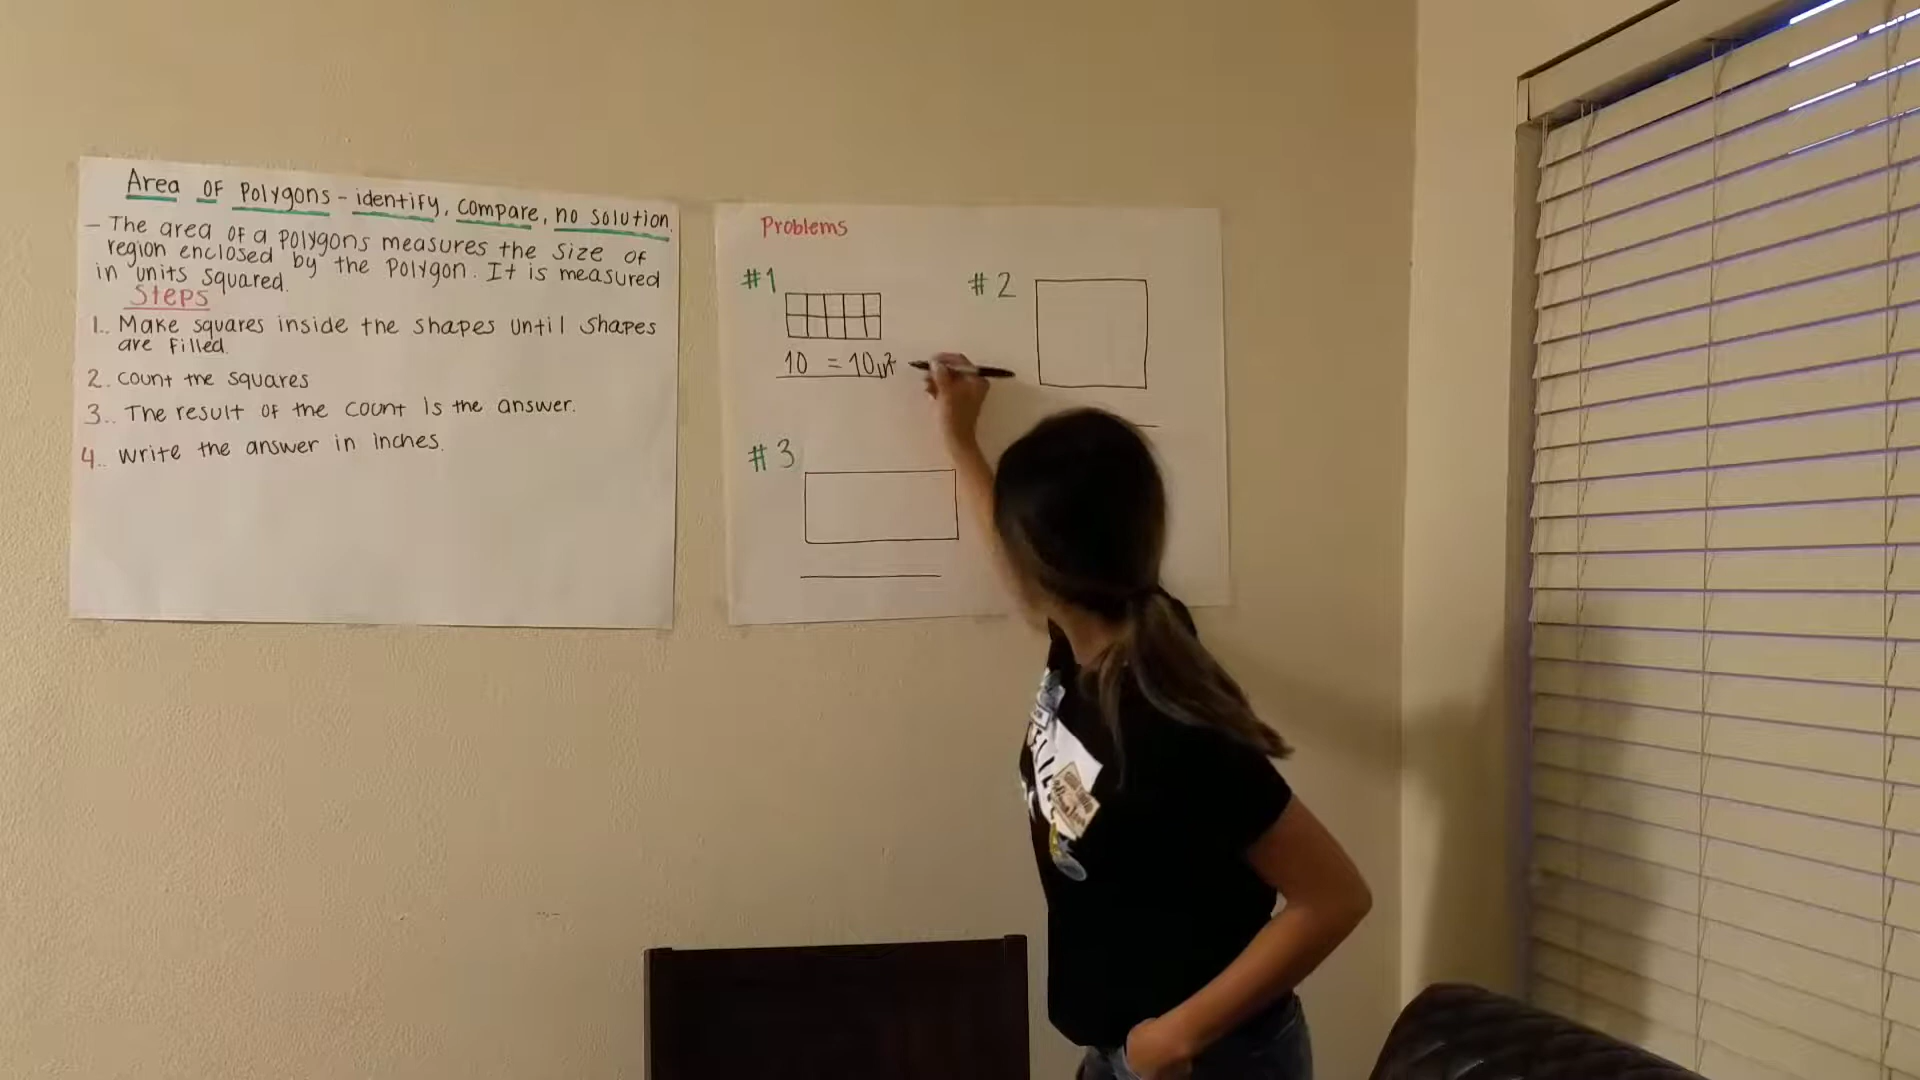 Area of Polygons - identify, compare, no solution.
- The area of a polygons measures the size of
region enclosed by the polygon. It is measured
in units squared.
Steps
1.. Make squares inside the shapes until shapes
are filled.
2. count the squares
3.. The result of the count is the answer.
4.. Write the answer in inches.
Problems
#1
10 = 10in²
#2
#3